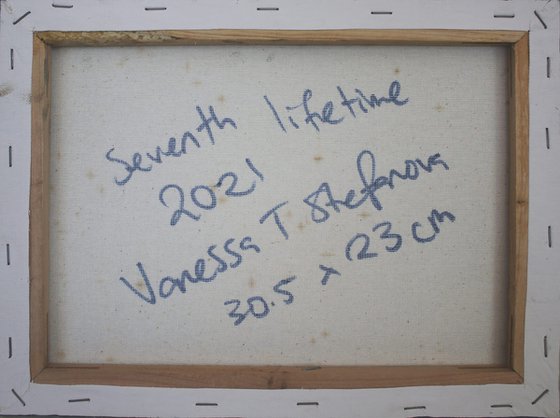 Seventh lifetime
2021
Vanessa T Stefanova
30.5 x 23 cm